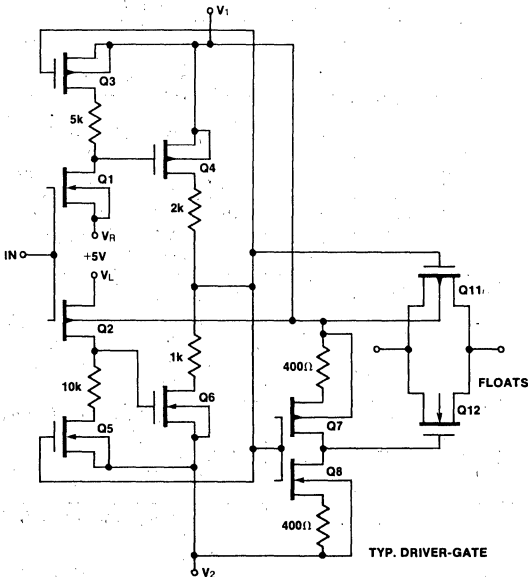 V1
Q3
5k
Q4
Q1
2k
VR
IN
+5V
VL
Q11
Q2
1k
400Ω
FLOATS
10k
Q6
Q12
Q7
Q5
Q8
400Ω
TYP. DRIVER-GATE
V2